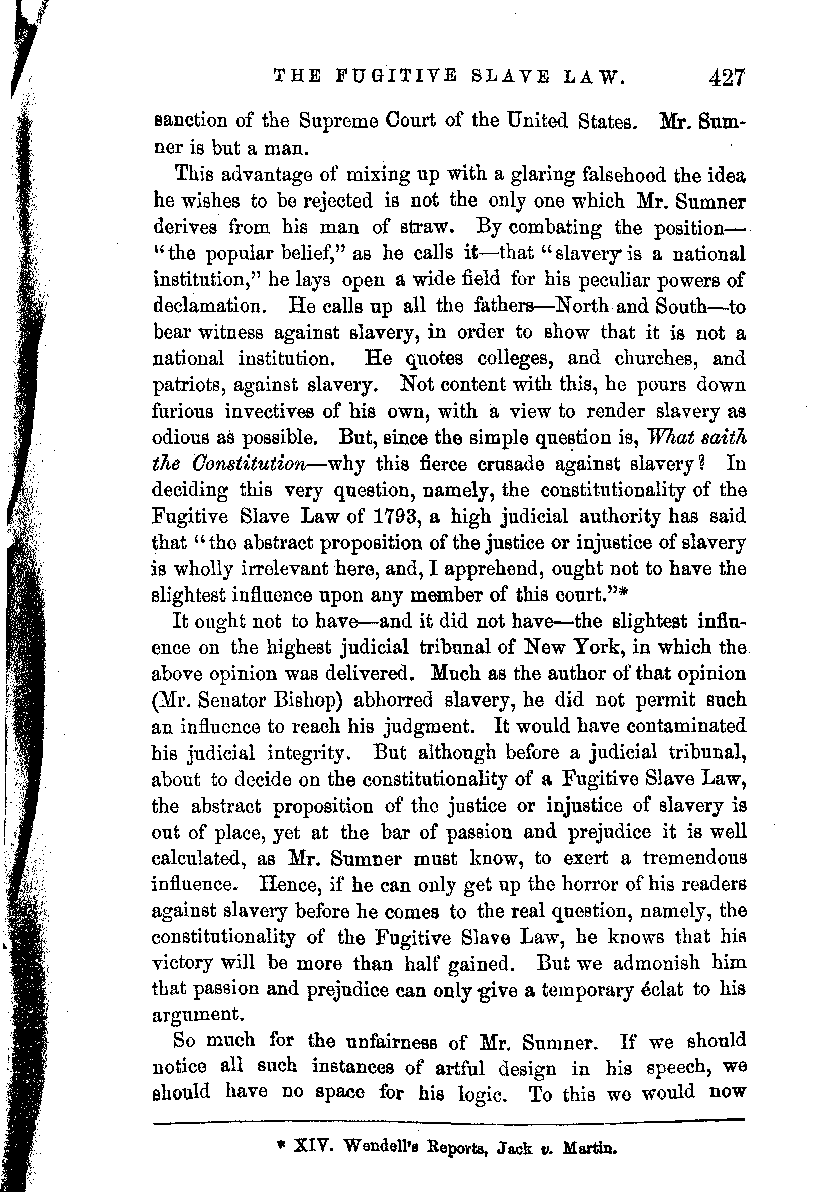 THE FUGITIVE SLAVE LAW. 427
sanction of the Supreme Court of the United States. Mr. Sum-
ner is but a man.
This advantage of mixing up with a glaring falsehood the idea
he wishes to be rejected is not the only one which Mr. Sumner
derives from his man of straw. By combating the position—
“the popular belief,” as he calls it—that “slavery is a national
institution,” he lays open a wide field for his peculiar powers of
declamation. He calls up all the fathers—North and South—to
bear witness against slavery, in order to show that it is not a
national institution. He quotes colleges, and churches, and
patriots, against slavery. Not content with this, he pours down
furious invectives of his own, with a view to render slavery as
odious as possible. But, since the simple question is, What saith
the Constitution—why this fierce crusade against slavery? In
deciding this very question, namely, the constitutionality of the
Fugitive Slave Law of 1793, a high judicial authority has said
that “the abstract proposition of the justice or injustice of slavery
is wholly irrelevant here, and, I apprehend, ought not to have the
slightest influence upon any member of this court.”*
It ought not to have—and it did not have—the slightest influ-
ence on the highest judicial tribunal of New York, in which the
above opinion was delivered. Much as the author of that opinion
(Mr. Senator Bishop) abhorred slavery, he did not permit such
an influence to reach his judgment. It would have contaminated
his judicial integrity. But although before a judicial tribunal,
about to decide on the constitutionality of a Fugitive Slave Law,
the abstract proposition of the justice or injustice of slavery is
out of place, yet at the bar of passion and prejudice it is well
calculated, as Mr. Sumner must know, to exert a tremendous
influence. Hence, if he can only get up the horror of his readers
against slavery before he comes to the real question, namely, the
constitutionality of the Fugitive Slave Law, he knows that his
victory will be more than half gained. But we admonish him
that passion and prejudice can only give a temporary éclat to his
argument.
So much for the unfairness of Mr. Sumner. If we should
notice all such instances of artful design in his speech, we
should have no space for his logic. To this we would now
* XIV. Wendell's Reports, Jack v. Martin.